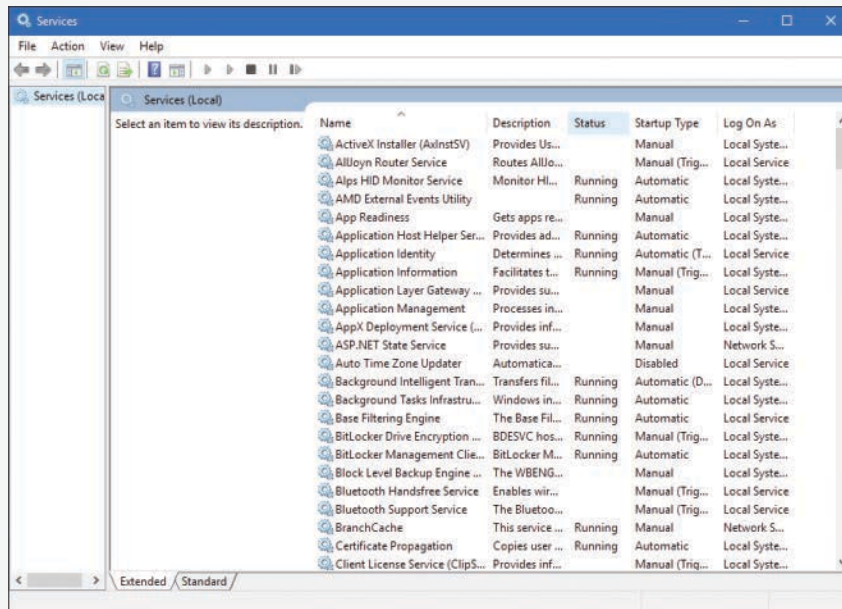 Services
File Action View Help
Services (Loca
Services (Local)
Select an item to view its description.
Name Description Status Startup Type Log On As
ActiveX Installer (AxInstSV) Provides Us... Manual Local Syste...
AllJoyn Router Service Routes AllJo... Manual (Trig... Local Service
Alps HID Monitor Service Monitor HI... Running Automatic Local Syste...
AMD External Events Utility Running Automatic Local Syste...
App Readiness Gets apps re... Manual Local Syste...
Application Host Helper Ser... Provides ad... Running Automatic Local Syste...
Application Identity Determines ... Running Automatic (T... Local Service
Application Information Facilitates t... Running Manual (Trig... Local Syste...
Application Layer Gateway ... Provides su... Manual Local Service
Application Management Processes in... Manual Local Syste...
AppX Deployment Service (... Provides inf... Manual Local Syste...
ASP.NET State Service Provides su... Manual Network S...
Auto Time Zone Updater Automatica... Disabled Local Service
Background Intelligent Tran... Transfers fil... Running Automatic (D... Local Syste...
Background Tasks Infrastru... Windows in... Running Automatic Local Syste...
Base Filtering Engine The Base Fil... Running Automatic Local Service
BitLocker Drive Encryption ... BDESVC hos... Running Manual (Trig... Local Syste...
BitLocker Management Clie... BitLocker M... Running Automatic Local Syste...
Block Level Backup Engine ... The WBENG... Manual Local Syste...
Bluetooth Handsfree Service Enables wir... Manual (Trig... Local Service
Bluetooth Support Service The Bluetoo... Manual (Trig... Local Service
BranchCache This service ... Running Manual Network S...
Certificate Propagation Copies user ... Running Automatic Local Syste...
Client License Service (ClipS... Provides inf... Manual (Trig... Local Syste...
Extended Standard